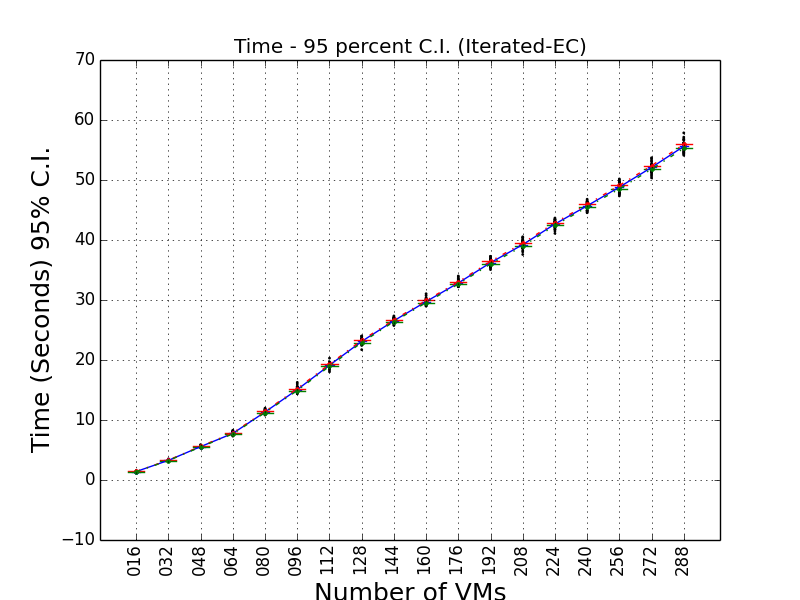 Time - 95 percent C.I. (Iterated-EC)
Time (Seconds) 95% C.I.
70
60
50
40
30
20
10
0
−10
016 032 048 064 080 096 112 128 144 160 176 192 208 224 240 256 272 288
Number of VMs